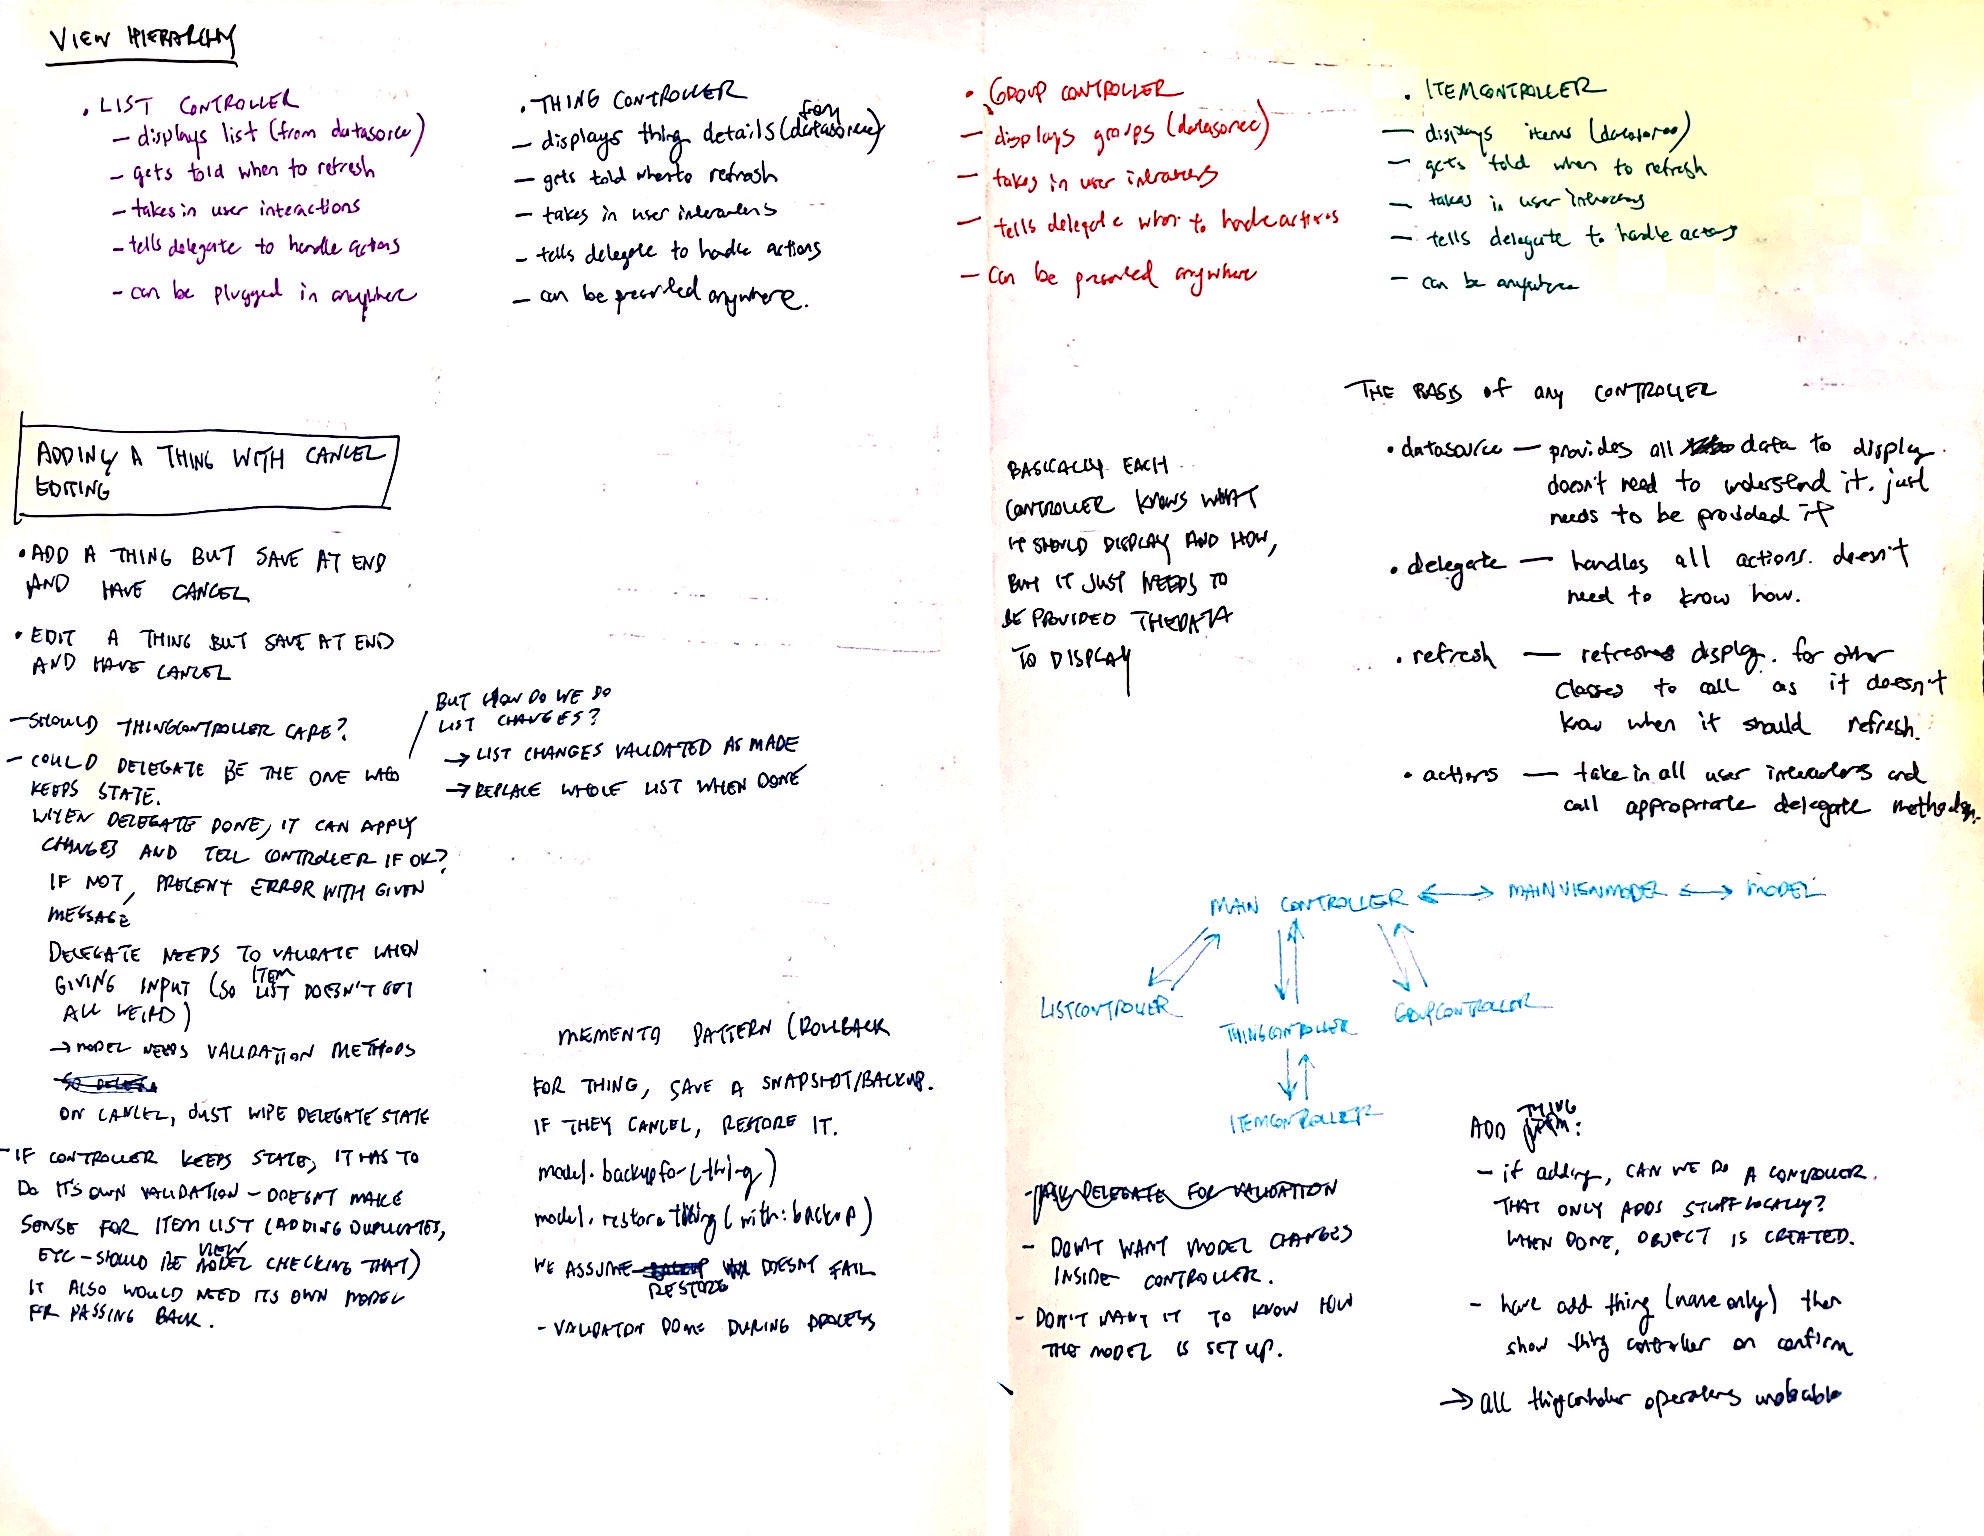 VIEW HIERARCHY
• LIST CONTROLLER
– displays list (from datasorce)
– gets told when to refresh
– takes in user interactions
– tells delegate to handle actions
– can be plugged in anywhere
• THING CONTROLLER
– displays thing details (from datasorece)
– gets told when to refresh
– takes in user interactions
– tells delegate to handle actions
– can be presented anywhere.
• GROUP CONTROLLER
– displays groups (datasorce)
– takes in user interactions
– tells delegate when to handle actions
– can be presented anywhere
• ITEMCONTROLLER
– displays items (datasorce)
– gets told when to refresh
– takes in user interactions
– tells delegate to handle actions
– can be anywhere
ADDING A THING WITH CANCEL
EDITING
• ADD A THING BUT SAVE AT END
AND HAVE CANCEL
• EDIT A THING BUT SAVE AT END
AND HAVE CANCEL
– SHOULD THINGCONTROLLER CARE?
– COULD DELEGATE BE THE ONE WHO
KEEPS STATE.
WHEN DELEGATE DONE, IT CAN APPLY
CHANGES AND TELL CONTROLLER IF OK?
IF NOT, PRESENT ERROR WITH GIVEN
MESSAGE
DELEGATE NEEDS TO VALIDATE WHEN
GIVING INPUT (SO ITEM LIST DOESN'T GET
ALL WEIRD)
→ MODEL NEEDS VALIDATION METHODS
ON CANCEL, JUST WIPE DELEGATE STATE
– IF CONTROLLER KEEPS STATE, IT HAS TO
DO ITS OWN VALIDATION – DOESNT MAKE
SENSE FOR ITEM LIST (ADDING DUPLICATES,
ETC – SHOULD BE VIEW MODEL CHECKING THAT)
IT ALSO WOULD NEED ITS OWN MODEL
FOR PASSING BACK.
BUT HOW DO WE DO
LIST CHANGES?
→ LIST CHANGES VALIDATED AS MADE
→ REPLACE WHOLE LIST WHEN DONE
MEMENTO PATTERN (ROLLBACK
FOR THING, SAVE A SNAPSHOT/BACKUP.
IF THEY CANCEL, RESTORE IT.
model.backupfor(thing)
model.restore thing(with: backup)
WE ASSUME RESTORE DOESNT FAIL
– VALIDATION DONE DURING PROCESS
BASICALLY EACH
CONTROLLER KNOWS WHAT
IT SHOULD DISPLAY AND HOW,
BUT IT JUST NEEDS TO
BE PROVIDED THE DATA
TO DISPLAY
THE BASIS of any CONTROLLER
• datasource — provides all data to display.
doesn't need to understand it. just
needs to be provided it
• delegate — handles all actions. doesn't
need to know how.
• refresh — refreshes display. for other
classes to call as it doesn't
know when it should refresh.
• actions — take in all user interactions and
call appropriate delegate methods.
MAIN CONTROLLER ↔ MAINVIEWMODEL ↔ MODEL
LISTCONTROLLER
THINGCONTROLLER
GROUPCONTROLLER
ITEMCONTROLLER
– ASK DELEGATE FOR VALIDATION
– DON'T WANT MODEL CHANGES
INSIDE CONTROLLER.
– DON'T WANT IT TO KNOW HOW
THE MODEL IS SET UP.
ADD THING:
– if adding, CAN WE DO A CONTROLLER
THAT ONLY ADDS STUFF LOCALLY?
WHEN DONE, OBJECT IS CREATED.
– have add thing (name only) then
show thing controller on confirm
→ all thingcontroller operations